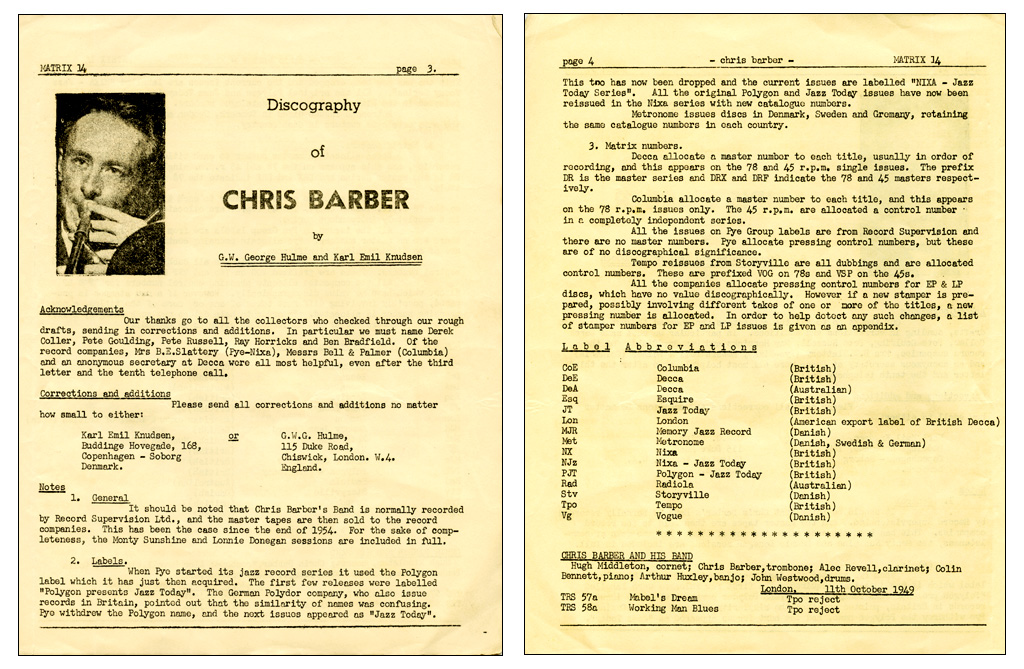 MATRIX 14 page 3.
Discography
of
CHRIS BARBER
by
G.W. George Hulme and Karl Emil Knudsen
Acknowledgements
Our thanks go to all the collectors who checked through our rough
drafts, sending in corrections and additions. In particular we must name Derek
Coller, Pete Goulding, Pete Russell, Ray Horricks and Ben Bradfield. Of the
record companies, Mrs B.E.Slattery (Pye-Nixa), Messrs Bell & Palmer (Columbia)
and an anonymous secretary at Decca were all most helpful, even after the third
letter and the tenth telephone call.
Corrections and additions
Please send all corrections and additions no matter
how small to either:
Karl Emil Knudsen, or G.W.G. Hulme,
Buddinge Hovegade, 168, 115 Duke Road,
Copenhagen - Soborg Chiswick, London. W.4.
Denmark. England.
Notes
1. General
It should be noted that Chris Barber's Band is normally recorded
by Record Supervision Ltd., and the master tapes are then sold to the record
companies. This has been the case since the end of 1954. For the sake of comp-
leteness, the Monty Sunshine and Lonnie Donegan sessions are included in full.
2. Labels.
When Pye started its jazz record series it used the Polygon
label which it has just then acquired. The first few releases were labelled
"Polygon presents Jazz Today". The German Polydor company, who also issue
records in Britain, pointed out that the similarity of names was confusing.
Pye withdrew the Polygon name, and the next issues appeared as "Jazz Today".
page 4 - chris barber - MATRIX 14
This too has now been dropped and the current issues are labelled "NIXA - Jazz
Today Series". All the original Polygon and Jazz Today issues have now been
reissued in the Nixa series with new catalogue numbers.
Metronome issues discs in Denmark, Sweden and Gremany, retaining
the same catalogue numbers in each country.
3. Matrix numbers.
Decca allocate a master number to each title, usually in order of
recording, and this appears on the 78 and 45 r.p.m. single issues. The prefix
DR is the master series and DRX and DRF indicate the 78 and 45 masters respect-
ively.
Columbia allocate a master number to each title, and this appears
on the 78 r.p.m. issues only. The 45 r.p.m. are allocated a control number
in a completely independent series.
All the issues on Pye Group labels are from Record Supervision and
there are no master numbers. Pye allocate pressing control numbers, but these
are of no discographical significance.
Tempo reissues from Storyville are all dubbings and are allocated
control numbers. These are prefixed VOG on 78s and VSP on the 45s.
All the companies allocate pressing control numbers for EP & LP
discs, which have no value discographically. However if a new stamper is pre-
pared, possibly involving different takes of one or more of the titles, a new
pressing number is allocated. In order to help detect any such changes, a list
of stamper numbers for EP and LP issues is given as an appendix.
Label Abbroviations
CoE Columbia (British)
DeE Decca (British)
DeA Decca (Australian)
Esq Esquire (British)
JT Jazz Today (British)
Lon London (American export label of British Decca)
MJR Memory Jazz Record (Danish)
Met Metronome (Danish, Swedish & German)
NX Nixa (British)
NJz Nixa - Jazz Today (British)
PJT Polygon - Jazz Today (British)
Rad Radiola (Australian)
Stv Storyville (Danish)
Tpo Tempo (British)
Vg Vogue (Danish)
* * * * * * * * * * * * * * * * * * * * *
CHRIS BARBER AND HIS BAND
Hugh Middleton, cornet; Chris Barber,trombone; Alec Revell,clarinet; Colin
Bennett,piano; Arthur Huxley,banjo; John Westwood,drums.
London, 11th October 1949
TRS 57a Mabel's Dream Tpo reject
TRS 58a Working Man Blues Tpo reject